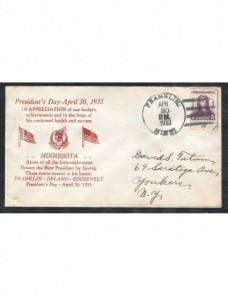 President's Day-April 30, 1933
IN APPRECIATION of our leader's
achievements and in the hope of
his continued health and success
MINNESOTA
Alone of all the forty-eight states
Honors the New President by having
Three towns named in his honor:
FRANKLIN - DELANO - ROOSEVELT
President's Day - April 30, 1933
FRANKLIN
APR
30
1933
MINN.
David S. Tatum
67 Saratoga Ave
Yonkers
N.Y.